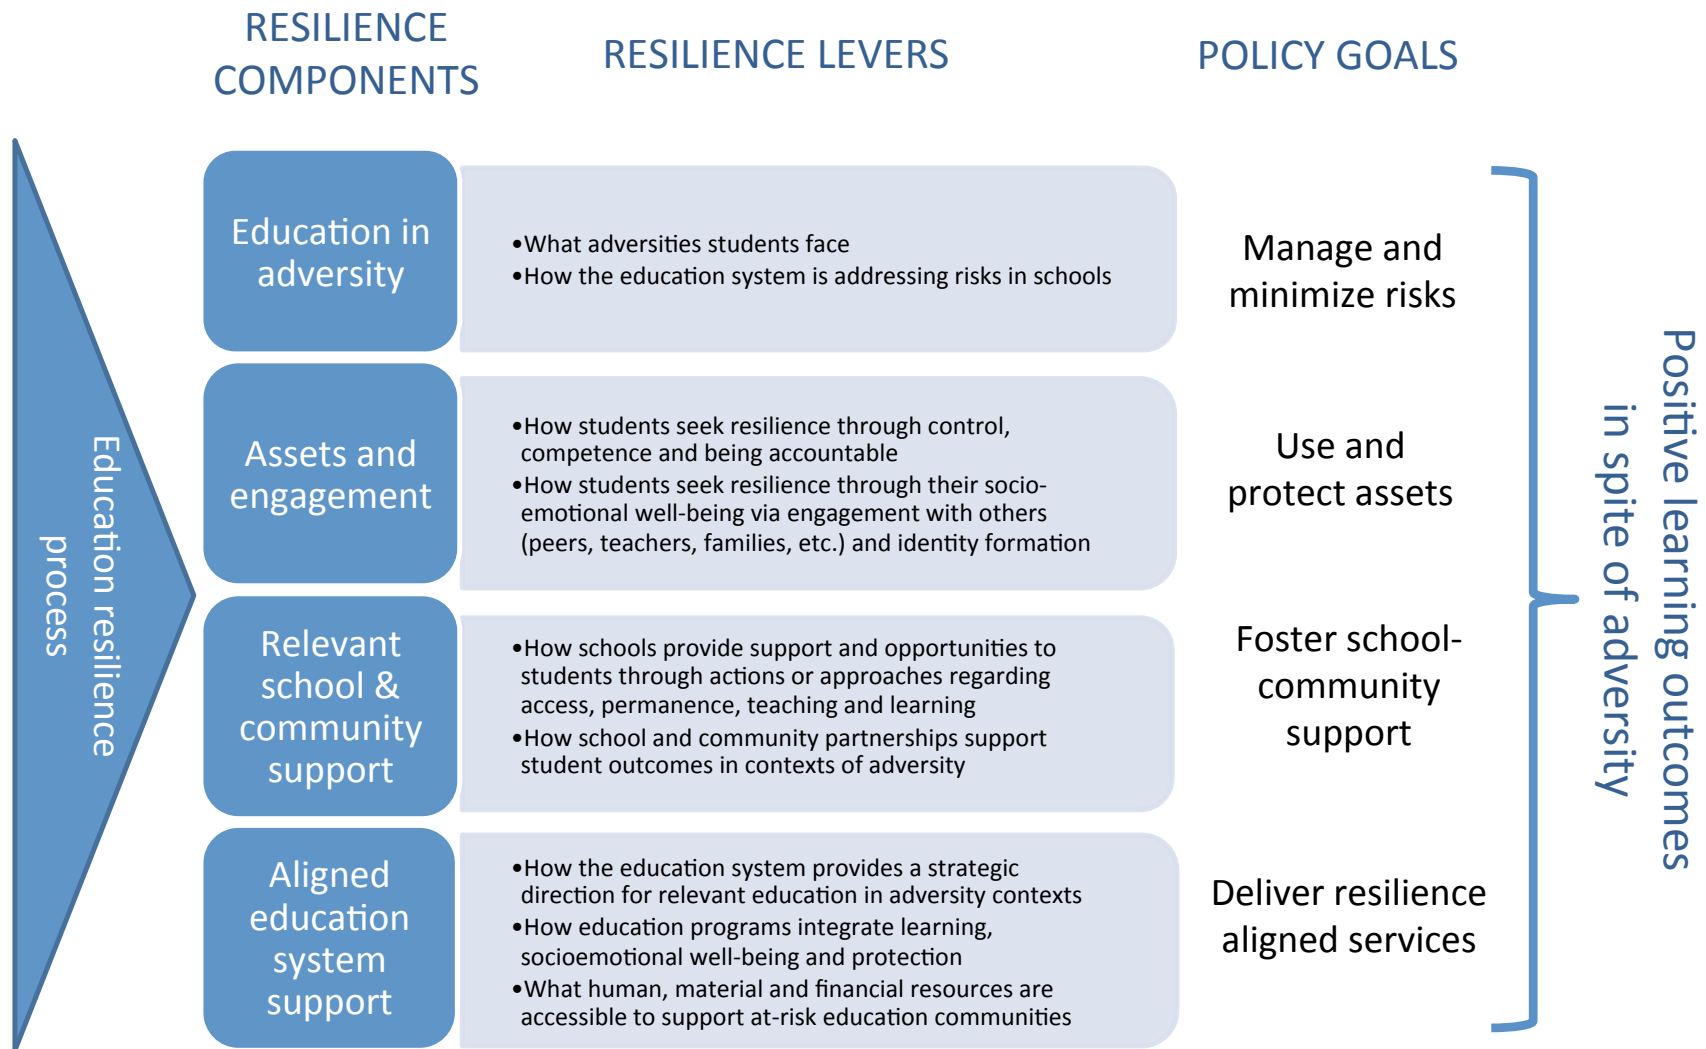 RESILIENCE
COMPONENTS
RESILIENCE LEVERS
POLICY GOALS
Education resilience
process
Education in
adversity
•What adversities students face
•How the education system is addressing risks in schools
Manage and
minimize risks
Assets and
engagement
•How students seek resilience through control,
competence and being accountable
•How students seek resilience through their socio-
emotional well-being via engagement with others
(peers, teachers, families, etc.) and identity formation
Use and
protect assets
Relevant
school &
community
support
•How schools provide support and opportunities to
students through actions or approaches regarding
access, permanence, teaching and learning
•How school and community partnerships support
student outcomes in contexts of adversity
Foster school-
community
support
Aligned
education
system
support
•How the education system provides a strategic
direction for relevant education in adversity contexts
•How education programs integrate learning,
socioemotional well-being and protection
•What human, material and financial resources are
accessible to support at-risk education communities
Deliver resilience
aligned services
Positive learning outcomes
in spite of adversity